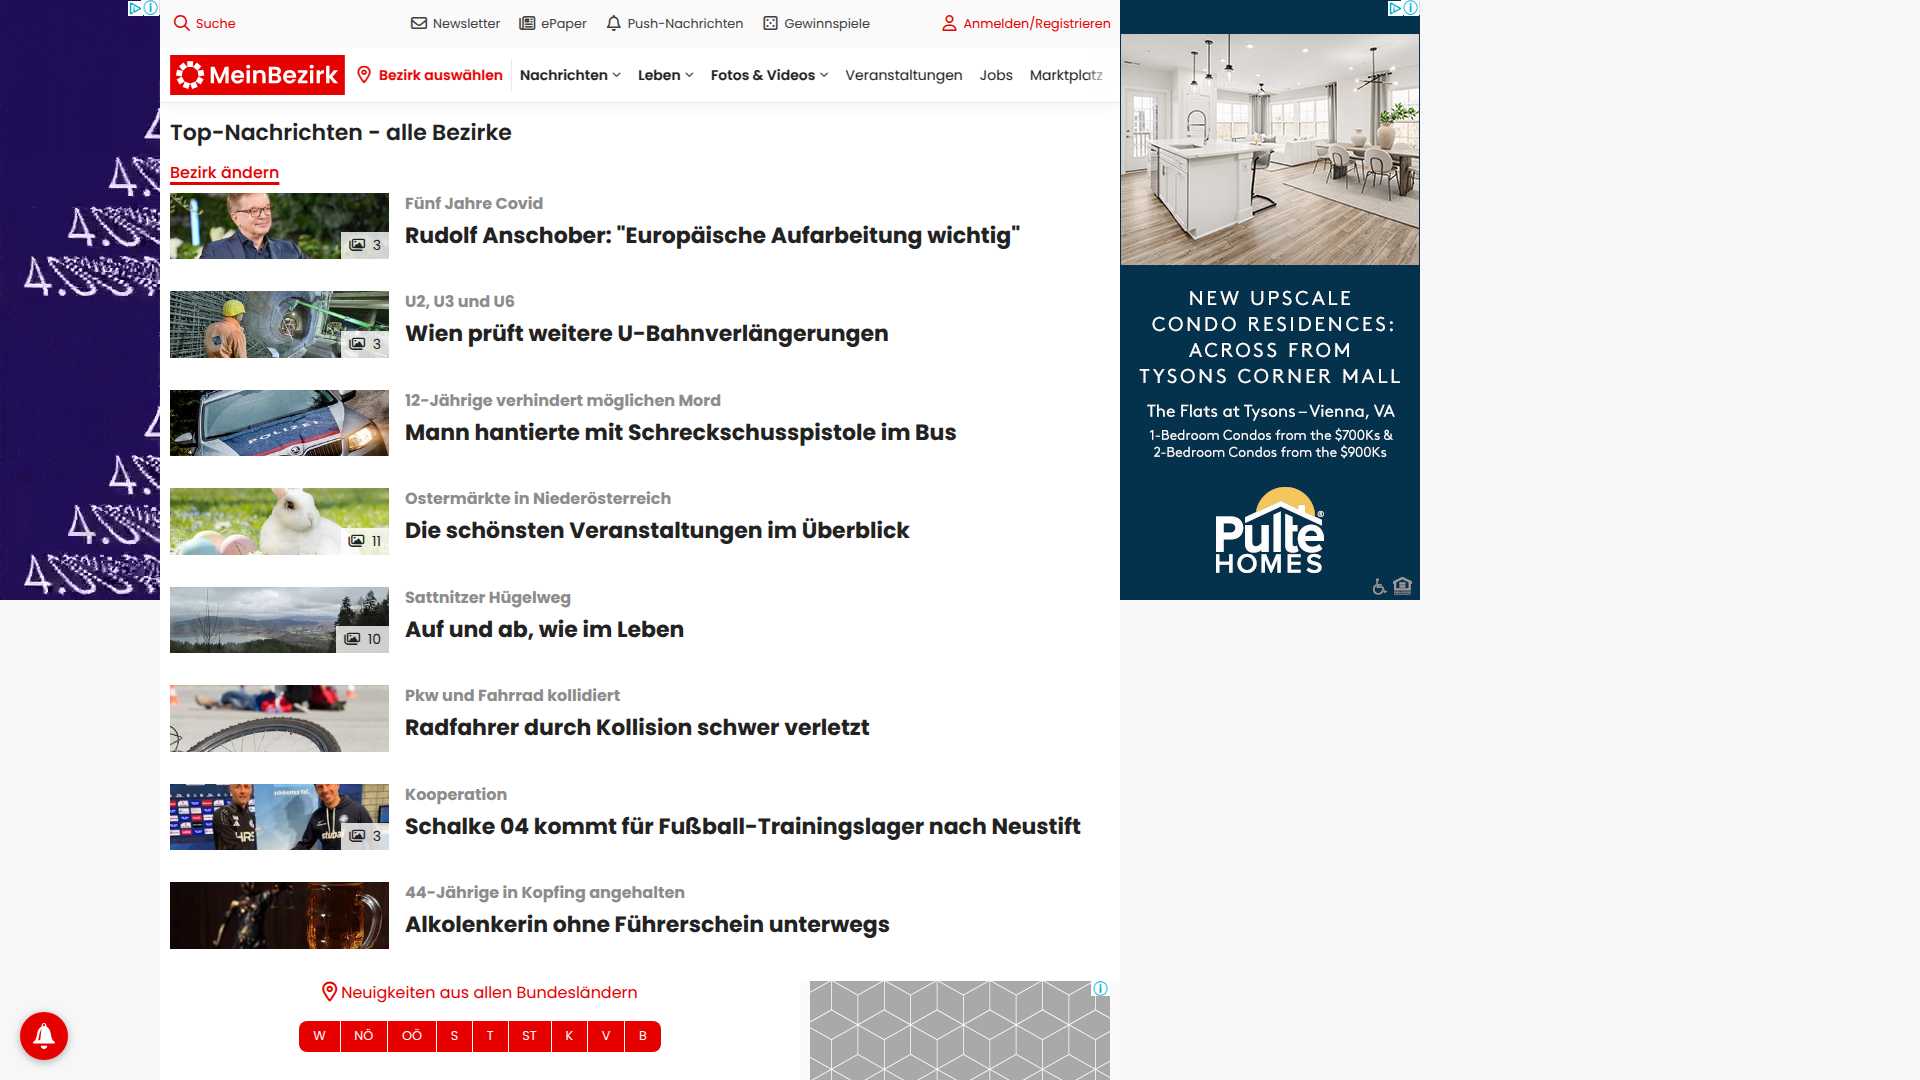 Suche
Newsletter
ePaper
Push-Nachrichten
Gewinnspiele
Anmelden/Registrieren
MeinBezirk
Bezirk auswählen
Nachrichten
Leben
Fotos & Videos
Veranstaltungen
Jobs
Marktplatz
Top-Nachrichten - alle Bezirke
Bezirk ändern
3
Fünf Jahre Covid
Rudolf Anschober: "Europäische Aufarbeitung wichtig"
3
U2, U3 und U6
Wien prüft weitere U-Bahnverlängerungen
POLIZEI
12-Jährige verhindert möglichen Mord
Mann hantierte mit Schreckschusspistole im Bus
11
Ostermärkte in Niederösterreich
Die schönsten Veranstaltungen im Überblick
10
Sattnitzer Hügelweg
Auf und ab, wie im Leben
Pkw und Fahrrad kollidiert
Radfahrer durch Kollision schwer verletzt
3
Kooperation
Schalke 04 kommt für Fußball-Trainingslager nach Neustift
44-Jährige in Kopfing angehalten
Alkolenkerin ohne Führerschein unterwegs
Neuigkeiten aus allen Bundesländern
W NÖ OÖ S T ST K V B
NEW UPSCALE
CONDO RESIDENCES:
ACROSS FROM
TYSONS CORNER MALL
The Flats at Tysons – Vienna, VA
1-Bedroom Condos from the $700Ks &
2-Bedroom Condos from the $900Ks
Pulte®
HOMES